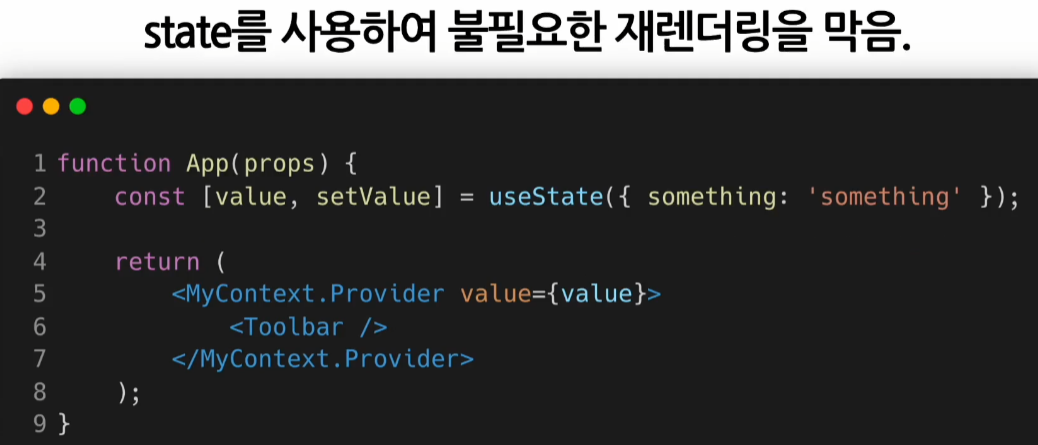 state를 사용하여 불필요한 재렌더링을 막음.
1 function App(props) {
2     const [value, setValue] = useState({ something: 'something' });
3
4     return (
5         <MyContext.Provider value={value}>
6             <Toolbar />
7         </MyContext.Provider>
8     );
9 }